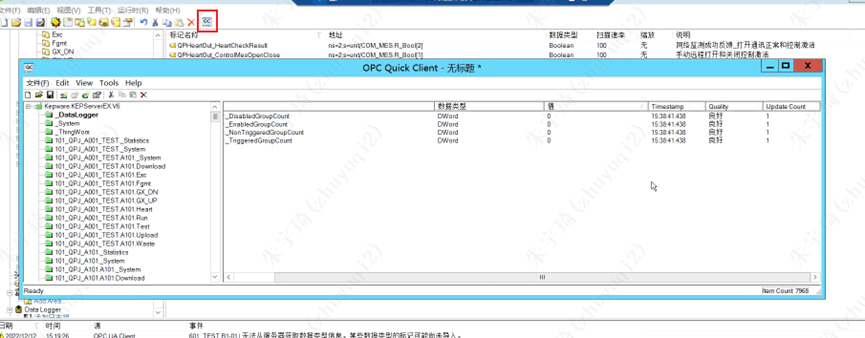 文件(F) 编辑(E) 视图(V) 工具(T) 运行时(R) 帮助(H)
Exc
Fgmt
GX_DN
标记名称 地址 数据类型 扫描速率 缩放 说明
QPHeartOut_HeartCheckResult ns=2;s=unit/COM_MES.R_Bool[2] Boolean 100 无 网络监测成功反馈_打开通讯正常和控制激活
QPHeartOut_ControlMesOpenClose ns=2;s=unit/COM_MES.R_Bool[1] Boolean 100 无 手动远程打开和关闭控制激活
OPC Quick Client - 无标题 *
文件(F) Edit View Tools Help
Kepware.KEPServerEX.V6
_DataLogger
_System
_ThingWorx
101_QPJ_A001_TEST._Statistics
101_QPJ_A001_TEST._System
101_QPJ_A001_TEST.A101._System
101_QPJ_A001_TEST.A101.Download
101_QPJ_A001_TEST.A101.Exc
101_QPJ_A001_TEST.A101.Fgmt
101_QPJ_A001_TEST.A101.GX_DN
101_QPJ_A001_TEST.A101.GX_UP
101_QPJ_A001_TEST.A101.Heart
101_QPJ_A001_TEST.A101.Run
101_QPJ_A001_TEST.A101.Test
101_QPJ_A001_TEST.A101.Upload
101_QPJ_A001_TEST.A101.Waste
101_QPJ_A101._Statistics
101_QPJ_A101._System
101_QPJ_A101.A101._System
101_QPJ_A101.A101.Download
数据类型 值 Timestamp Quality Update Count
_DisabledGroupCount DWord 0 15:38:41.438 良好 1
_EnabledGroupCount DWord 0 15:38:41.438 良好 1
_NonTriggeredGroupCount DWord 0 15:38:41.438 良好 1
_TriggeredGroupCount DWord 0 15:38:41.438 良好 1
Ready Item Count: 7968
Add Area...
Data Logger
日期 时间 源 事件
2022/12/12 15:19:26 OPC UA Client 601_TEST.B1-01 | 无法从服务器获取数据类型信息。某些数据类型的标记可能尚未导入。
朱宇琦(zhuyuqi2)